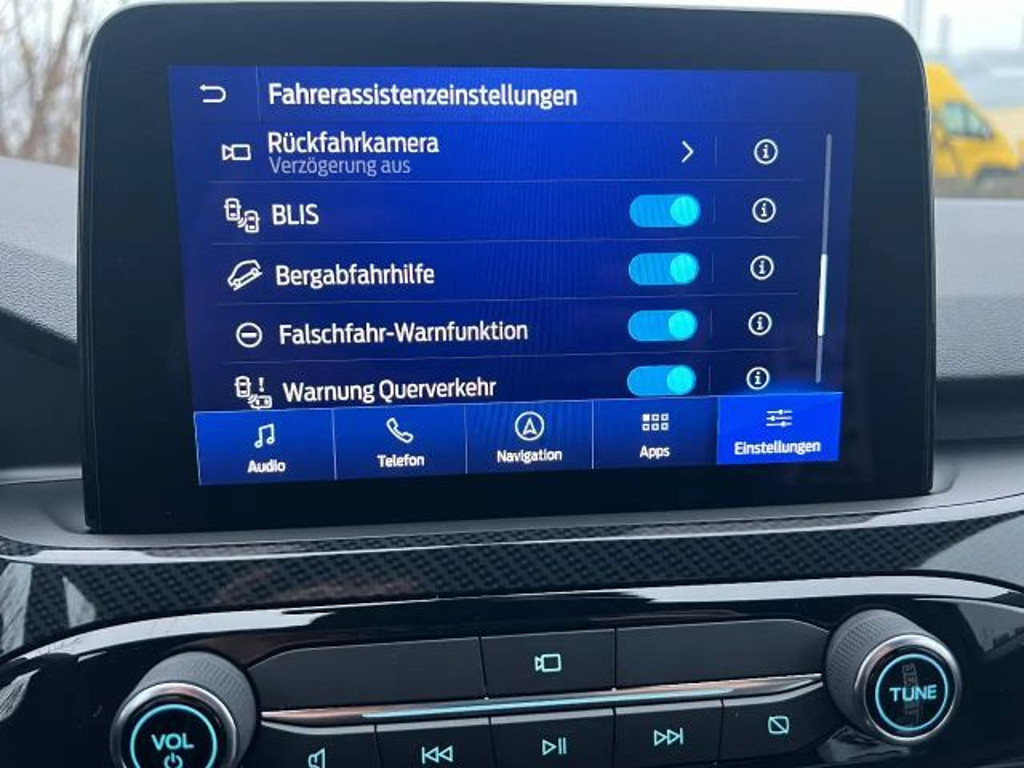 Fahrerassistenzeinstellungen
Rückfahrkamera
Verzögerung aus
BLIS
Bergabfahrhilfe
Falschfahr-Warnfunktion
Warnung Querverkehr
Audio
Telefon
Navigation
Apps
Einstellungen
TUNE
VOL